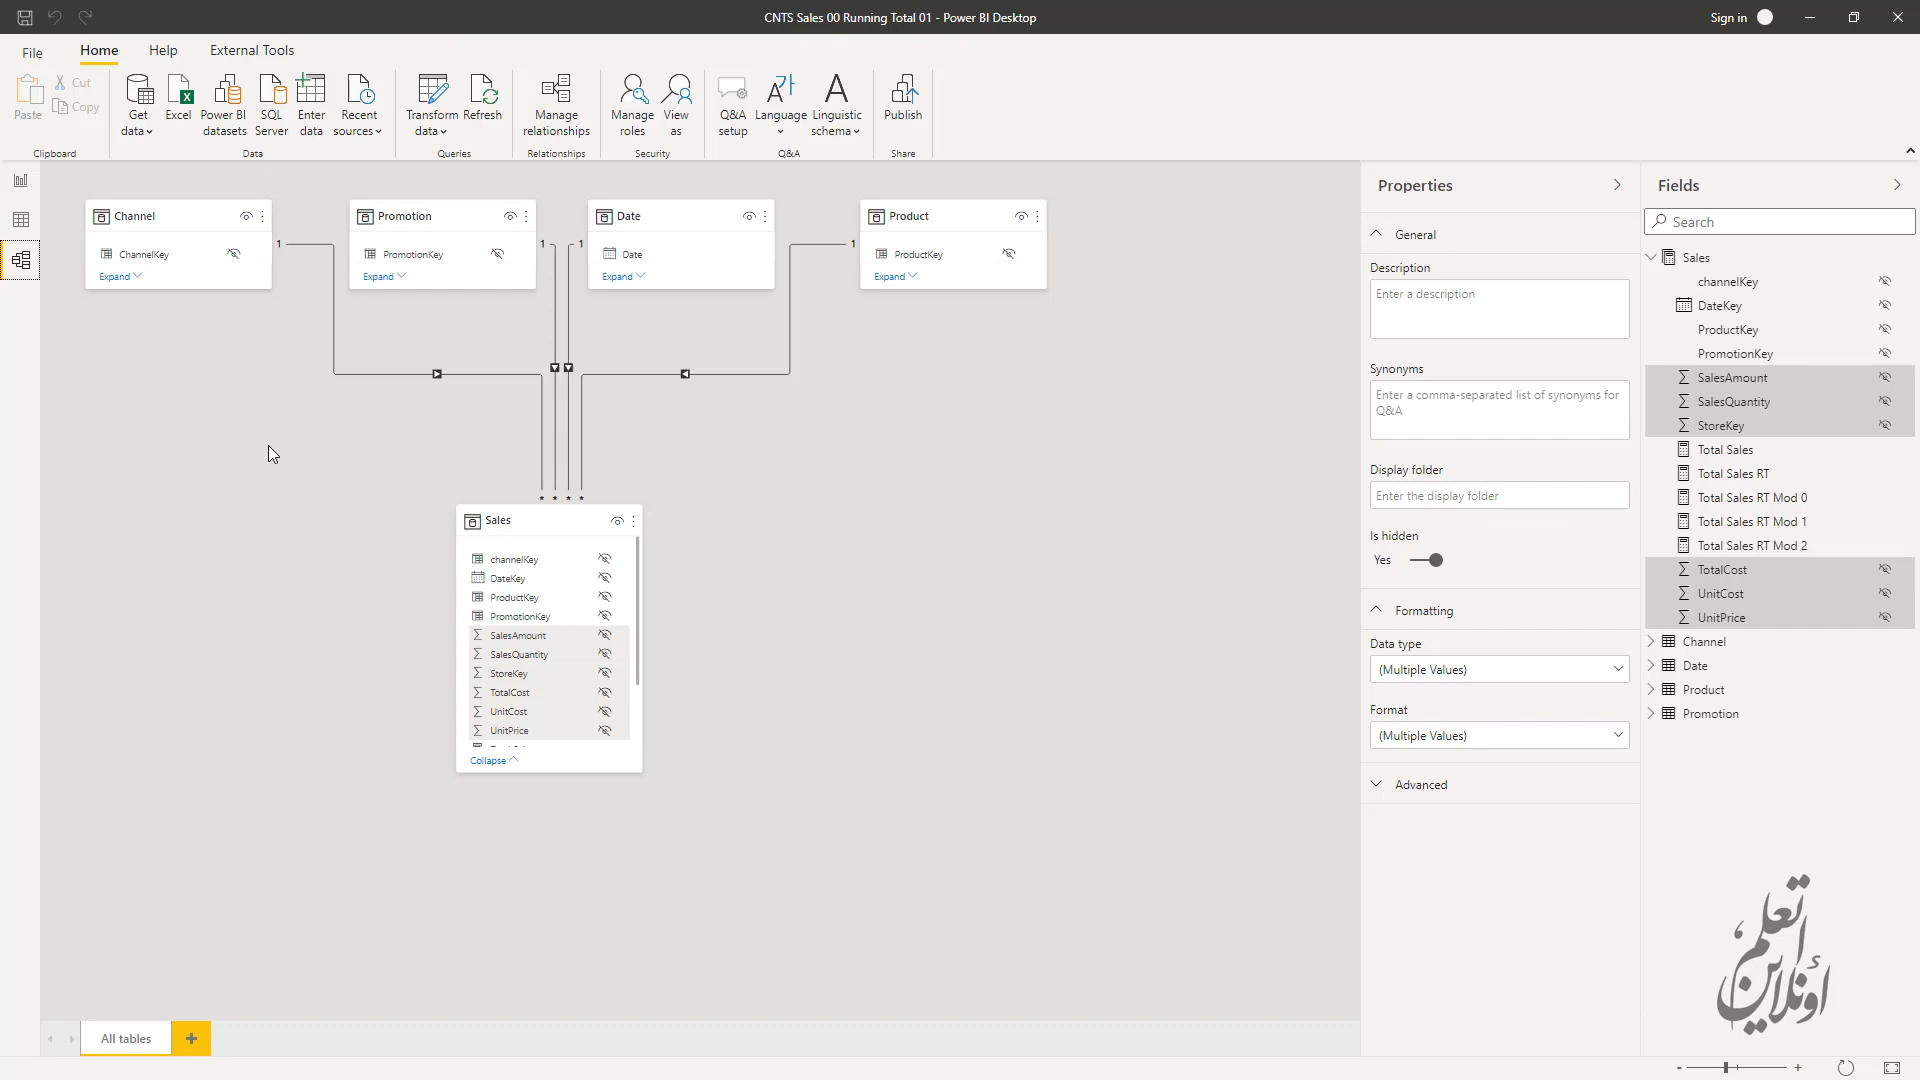 CNTS Sales 00 Running Total 01 - Power BI Desktop
Sign in
File
Home
Help
External Tools
Paste
Cut
Copy
Get data
Excel
Power BI datasets
SQL Server
Enter data
Recent sources
Transform data
Refresh
Manage relationships
Manage roles
View as
Q&A setup
Language
Linguistic schema
Publish
Clipboard
Data
Queries
Relationships
Security
Q&A
Share
Channel
ChannelKey
Expand
1
Promotion
PromotionKey
Expand
1
1
Date
Date
Expand
1
Product
ProductKey
Expand
* * * *
Sales
channelKey
DateKey
ProductKey
PromotionKey
SalesAmount
SalesQuantity
StoreKey
TotalCost
UnitCost
UnitPrice
Collapse
All tables
Properties
General
Description
Enter a description
Synonyms
Enter a comma-separated list of synonyms for
Q&A
Display folder
Enter the display folder
Is hidden
Yes
Formatting
Data type
(Multiple Values)
Format
(Multiple Values)
Advanced
Fields
Search
Sales
channelKey
DateKey
ProductKey
PromotionKey
SalesAmount
SalesQuantity
StoreKey
Total Sales
Total Sales RT
Total Sales RT Mod 0
Total Sales RT Mod 1
Total Sales RT Mod 2
TotalCost
UnitCost
UnitPrice
Channel
Date
Product
Promotion
اتعلم
أونلاين